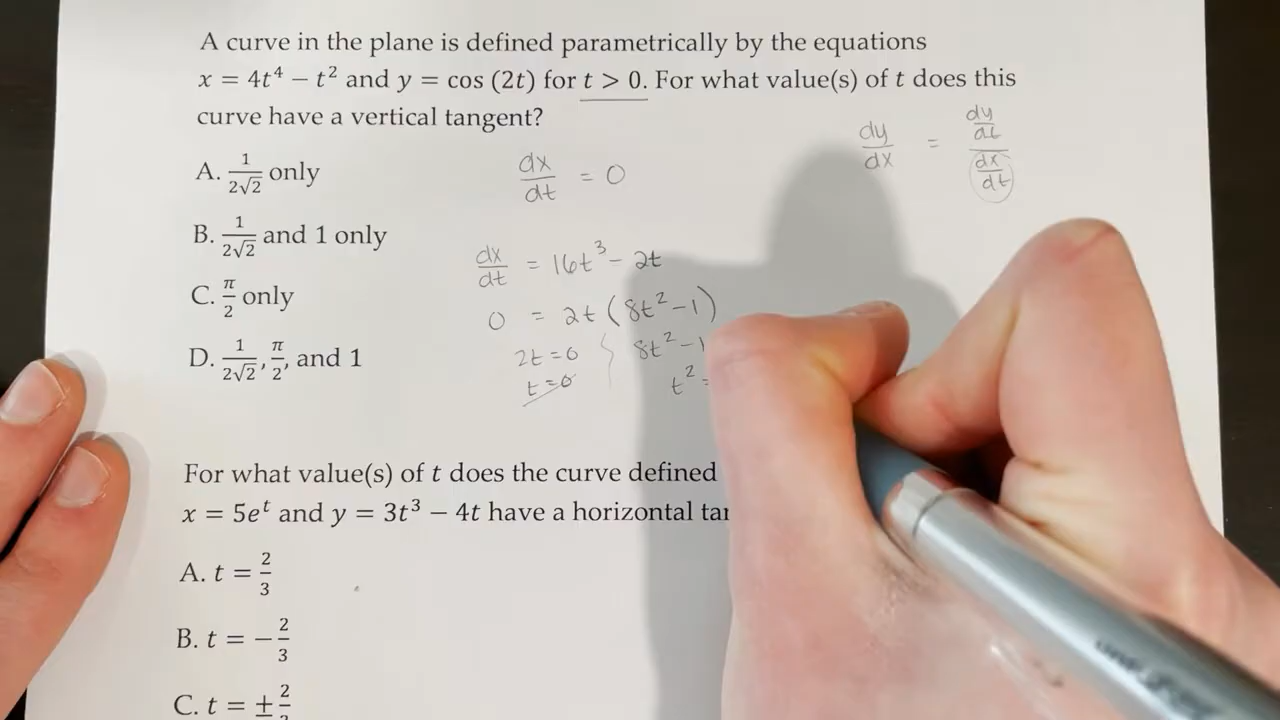 A curve in the plane is defined parametrically by the equations
x = 4t⁴ − t² and y = cos (2t) for t > 0. For what value(s) of t does this
curve have a vertical tangent?
dy/dx = (dy/dt)/(dx/dt)
A. 1/(2√2) only
dx/dt = 0
B. 1/(2√2) and 1 only
dx/dt = 16t³ − 2t
C. π/2 only
0 = 2t (8t² − 1)
D. 1/(2√2), π/2, and 1
2t = 0
8t² − 1
t = 0
t² =
For what value(s) of t does the curve defined
x = 5eᵗ and y = 3t³ − 4t have a horizontal
A. t = 2/3
B. t = −2/3
C. t = ± 2/